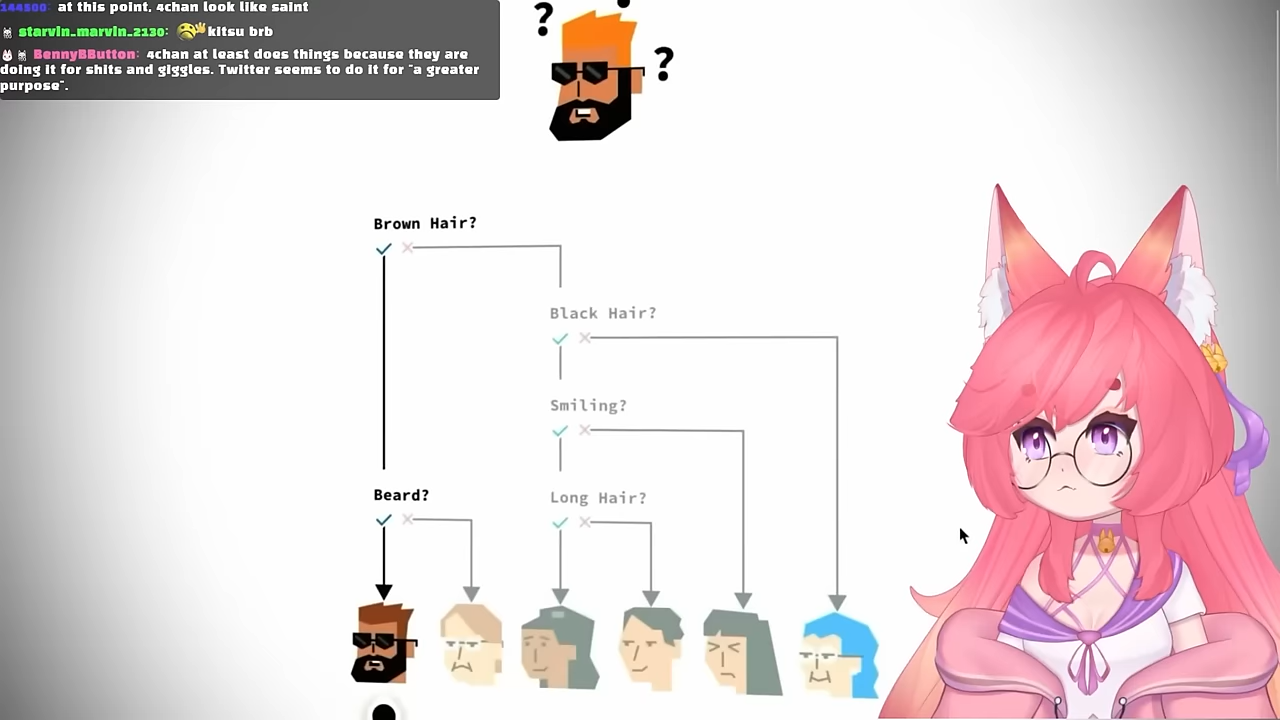 144500: at this point, 4chan look like saint
starvin_marvin_2130: kitsu brb
BennyBButton: 4chan at least does things because they are
doing it for shits and giggles. Twitter seems to do it for "a greater
purpose".
? ?
?
Brown Hair?
Black Hair?
Smiling?
Beard?
Long Hair?